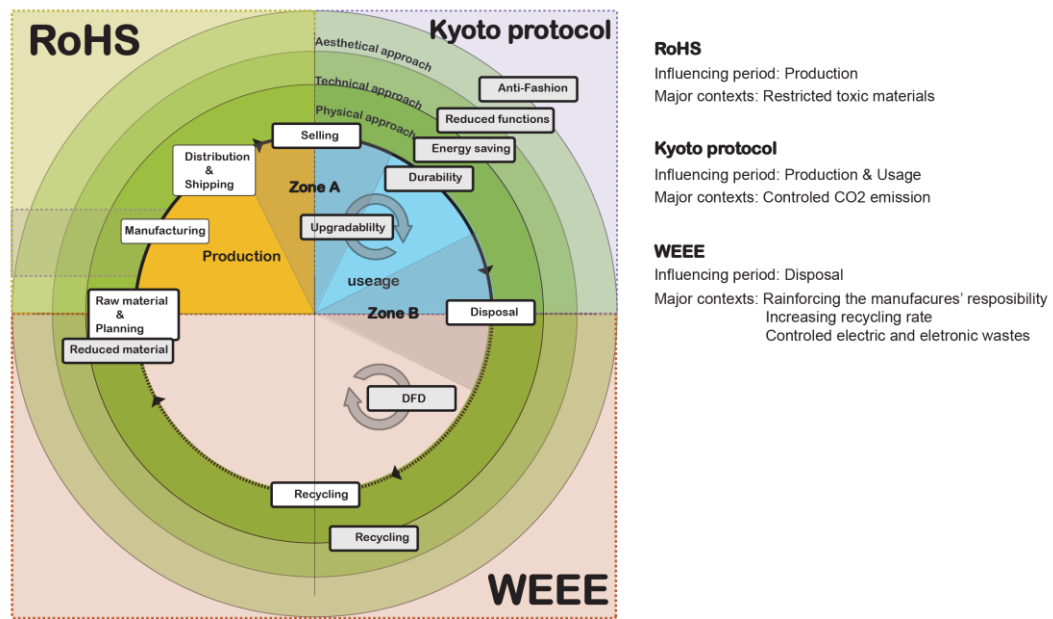 RoHS
Kyoto protocol
Aesthetical approach
Technical approach
Physical approach
Anti-Fashion
Reduced functions
Energy saving
Durability
Selling
Distribution
&
Shipping
Zone A
Upgradablilty
Manufacturing
Production
useage
Raw material
&
Planning
Zone B
Disposal
Reduced material
DFD
Recycling
Recycling
WEEE
RoHS
Influencing period: Production
Major contexts: Restricted toxic materials
Kyoto protocol
Influencing period: Production & Usage
Major contexts: Controled CO2 emission
WEEE
Influencing period: Disposal
Major contexts: Rainforcing the manufacures' resposibility
Increasing recycling rate
Controled electric and eletronic wastes